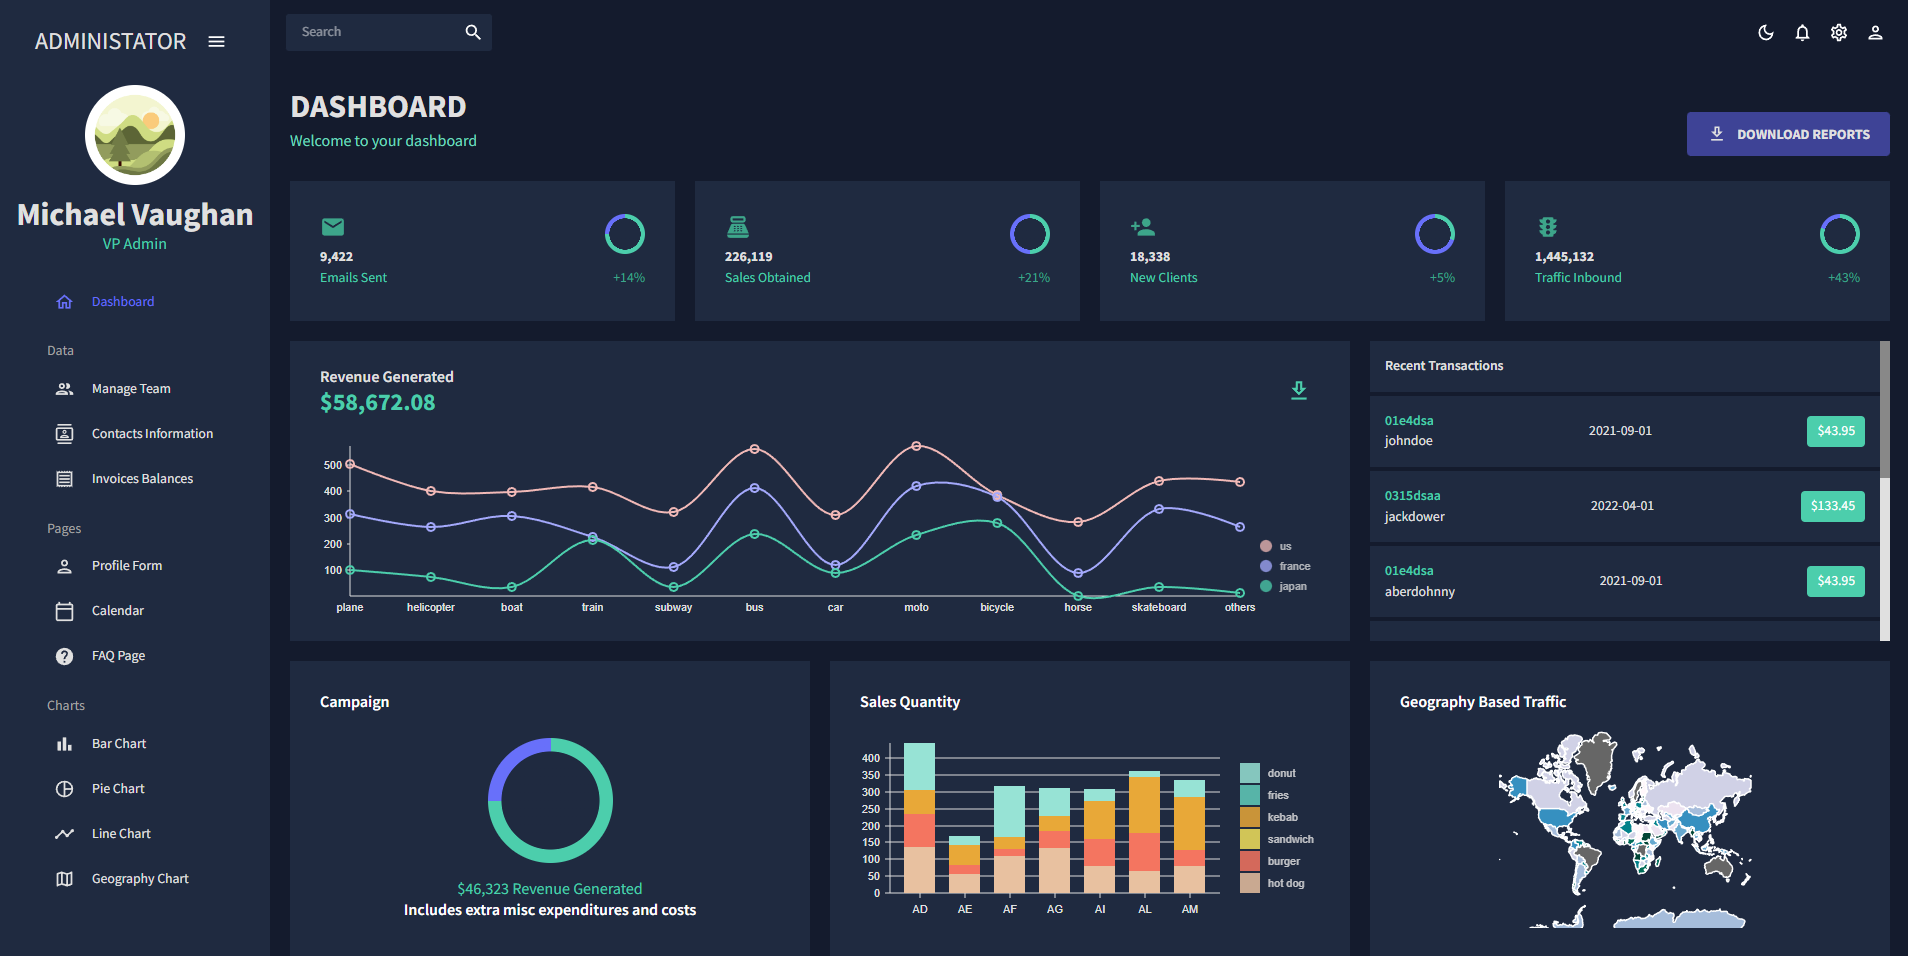 ADMINISTATOR
Search
Michael Vaughan
VP Admin
Dashboard
Data
Manage Team
Contacts Information
Invoices Balances
Pages
Profile Form
Calendar
FAQ Page
Charts
Bar Chart
Pie Chart
Line Chart
Geography Chart
DASHBOARD
Welcome to your dashboard
DOWNLOAD REPORTS
9,422
Emails Sent
+14%
226,119
Sales Obtained
+21%
18,338
New Clients
+5%
1,445,132
Traffic Inbound
+43%
Revenue Generated
$58,672.08
500
400
300
200
100
plane helicopter boat train subway bus car moto bicycle horse skateboard others
us
france
japan
Recent Transactions
01e4dsa
johndoe
2021-09-01
$43.95
0315dsaa
jackdower
2022-04-01
$133.45
01e4dsa
aberdohnny
2021-09-01
$43.95
Campaign
$46,323 Revenue Generated
Includes extra misc expenditures and costs
Sales Quantity
400
350
300
250
200
150
100
50
0
AD AE AF AG AI AL AM
donut
fries
kebab
sandwich
burger
hot dog
Geography Based Traffic